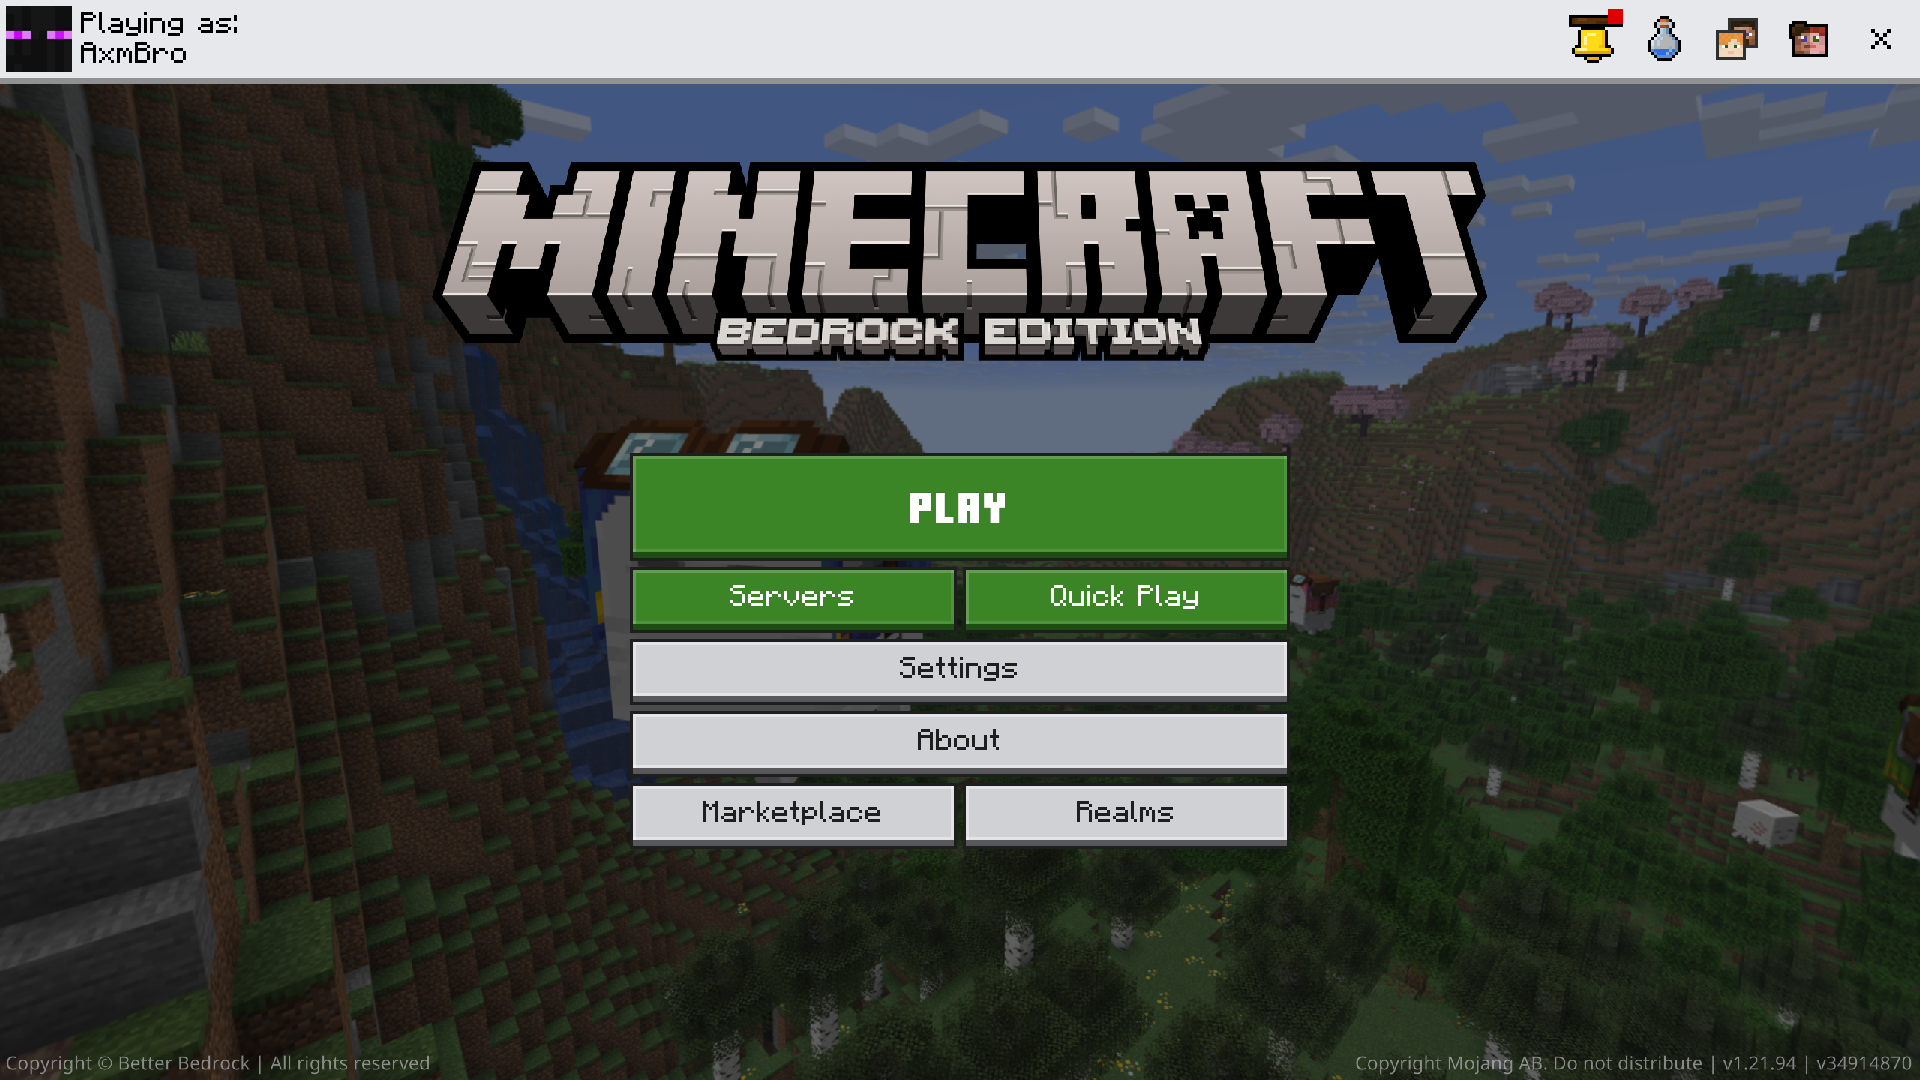 Playing as:
AxmBro
MINECRAFT
BEDROCK EDITION
PLAY
Servers
Quick Play
Settings
About
Marketplace
Realms
Copyright © Better Bedrock | All rights reserved
Copyright Mojang AB. Do not distribute | v1.21.94 | v34914870